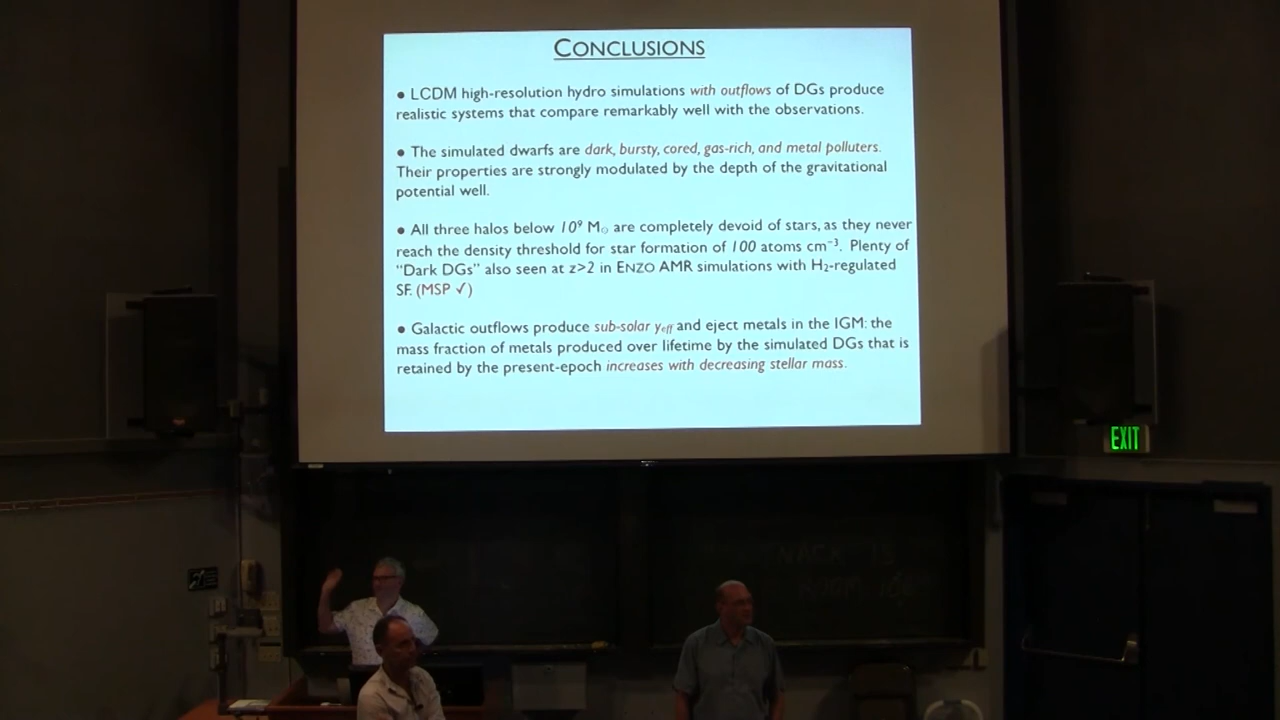 CONCLUSIONS
● LCDM high-resolution hydro simulations with outflows of DGs produce
realistic systems that compare remarkably well with the observations.
● The simulated dwarfs are dark, bursty, cored, gas-rich, and metal polluters.
Their properties are strongly modulated by the depth of the gravitational
potential well.
● All three halos below 10⁹ M☉ are completely devoid of stars, as they never
reach the density threshold for star formation of 100 atoms cm⁻³. Plenty of
“Dark DGs” also seen at z>2 in ENZO AMR simulations with H₂-regulated
SF. (MSP ✓)
● Galactic outflows produce sub-solar yeff and eject metals in the IGM: the
mass fraction of metals produced over lifetime by the simulated DGs that is
retained by the present-epoch increases with decreasing stellar mass.
EXIT
IS
ROOM